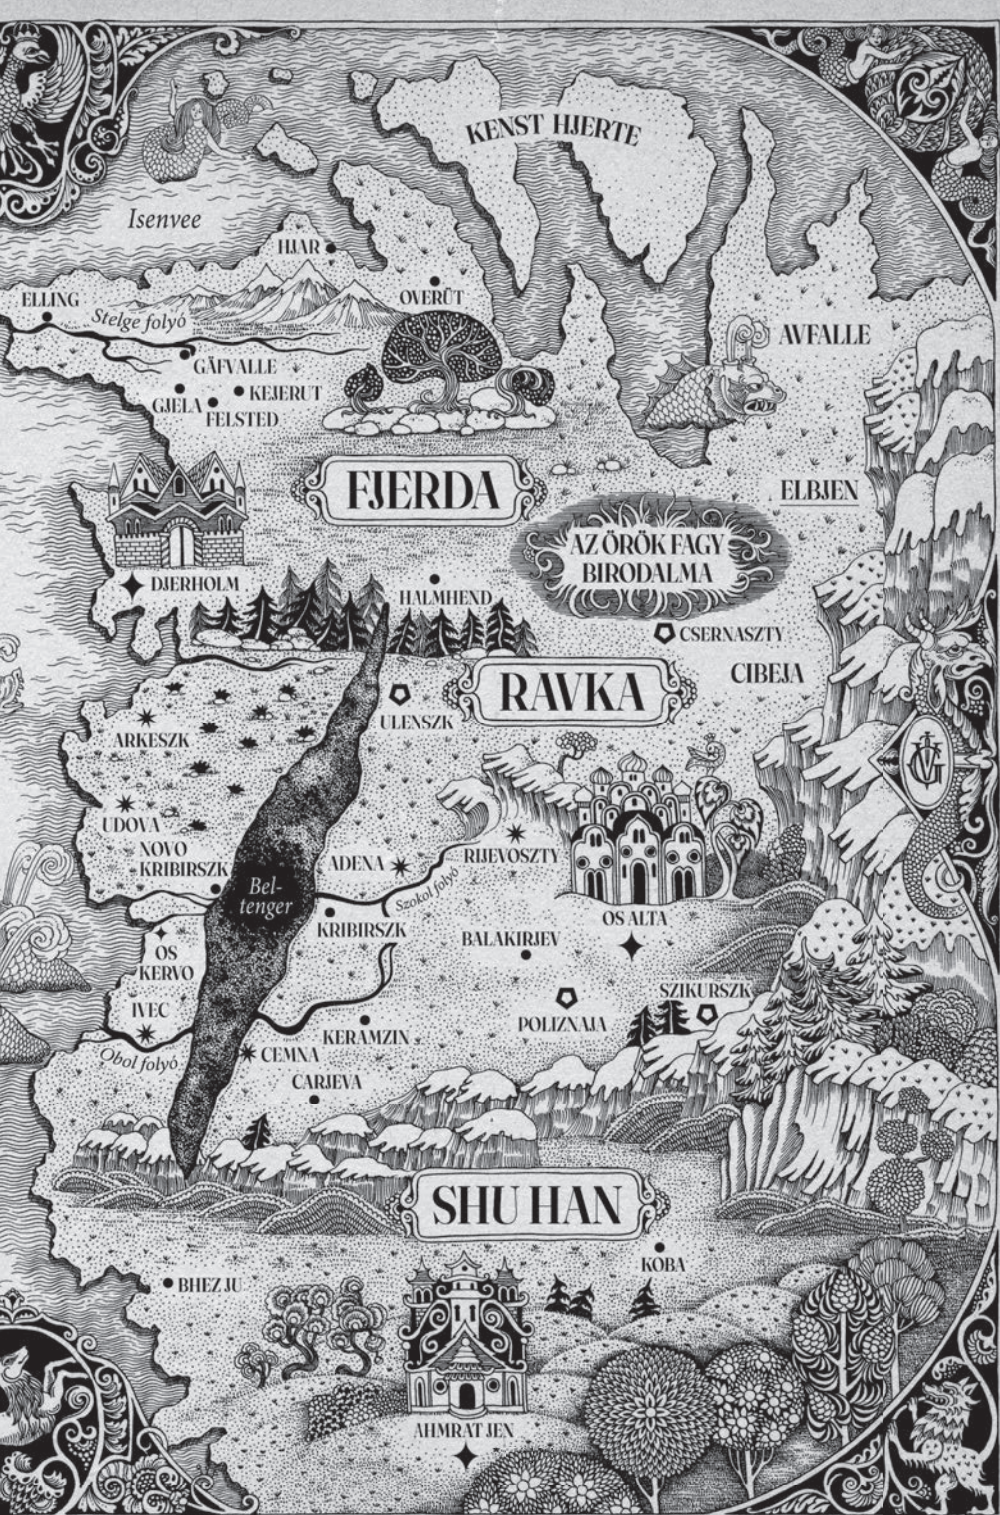 KENST HJERTE
Isenvee
HJAR
ELLING
OVERÜT
Stelge folyó
AVFALLE
GÄFVALLE
KEJERUT
GJELA
FELSTED
FJERDA
ELBJEN
AZ ÖRÖK FAGY
BIRODALMA
DJERHOLM
HALMHEND
CSERNASZTY
CIBEJA
RAVKA
ULENSZK
ARKESZK
UDOVA
NOVO
KRIBIRSZK
ADENA
RIJEVOSZTY
Bel-
tenger
Szokol folyó
KRIBIRSZK
OS ALTA
BALAKIRJEV
OS
KERVO
SZIKURSZK
IVEC
POLIZNAJA
KERAMZIN
Obol folyó
CEMNA
CARJEVA
SHU HAN
KOBA
BHEZ JU
AHMRAT JEN